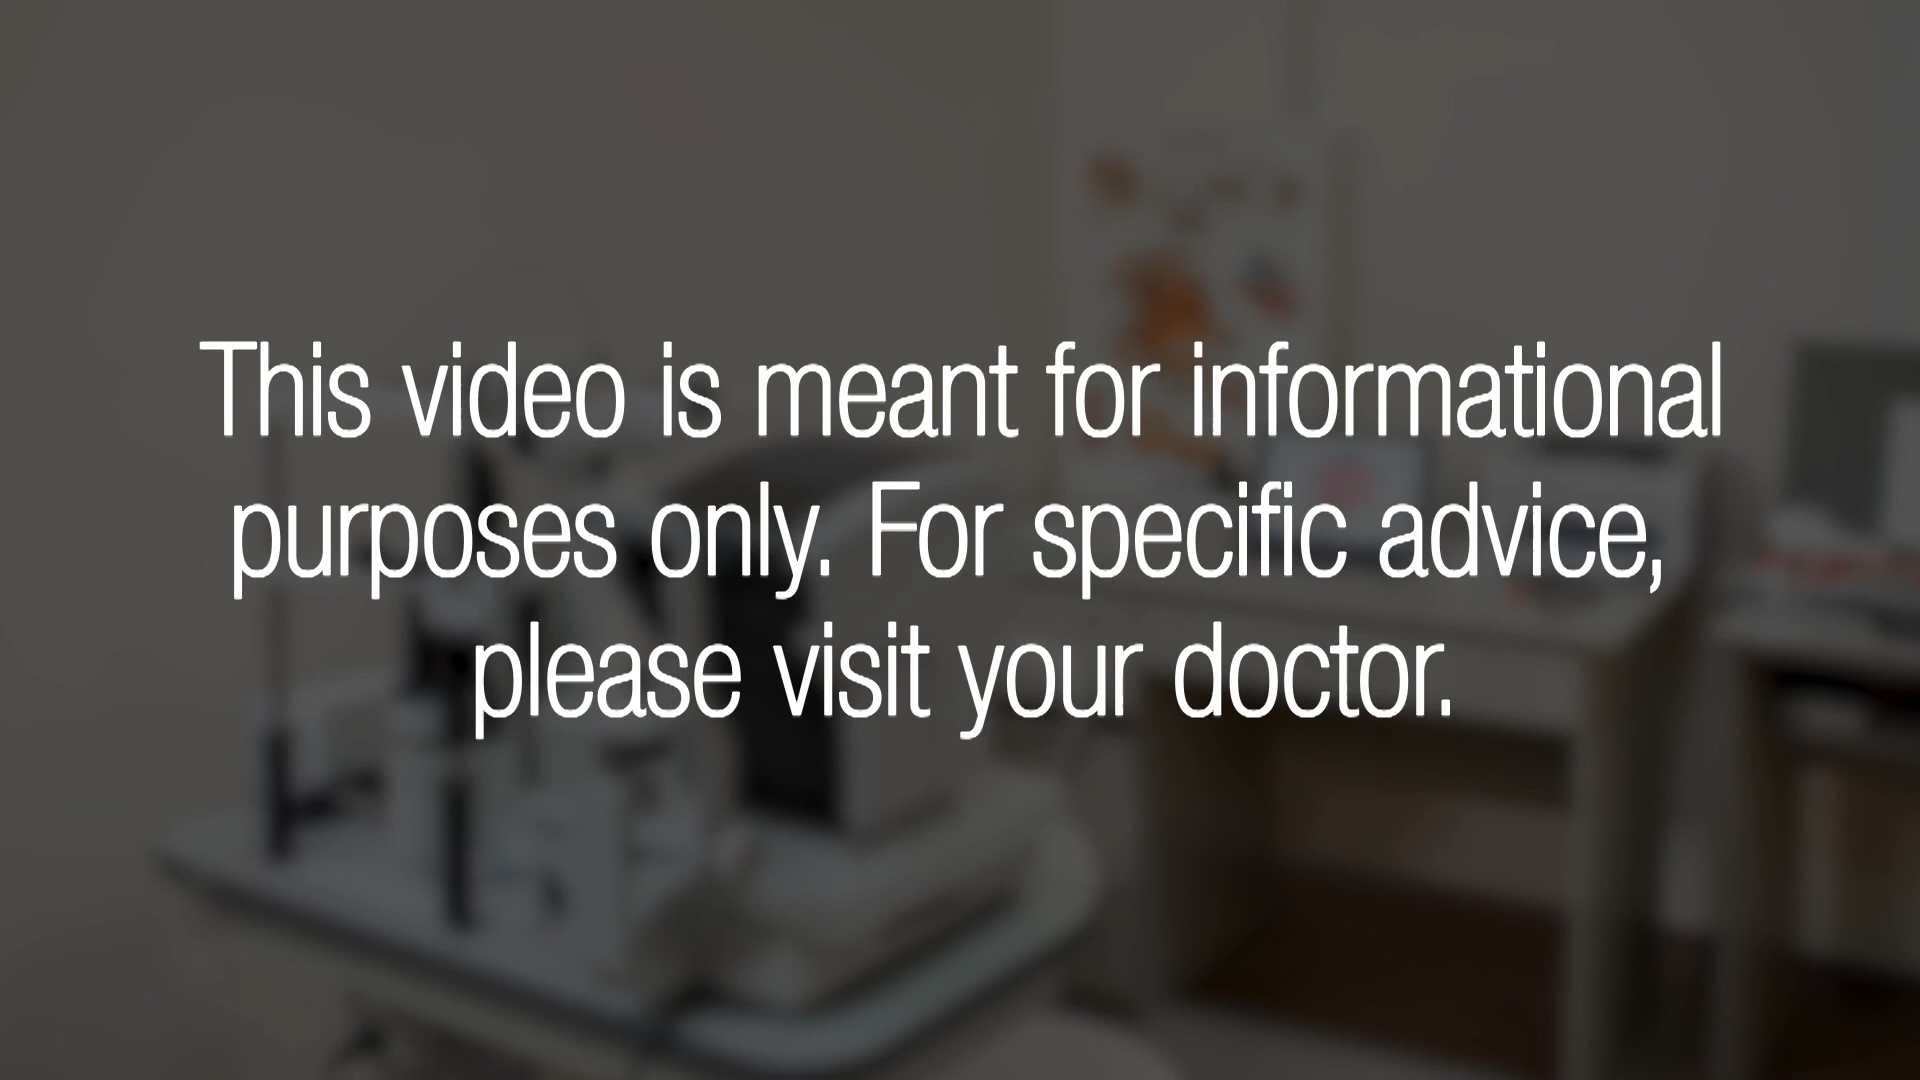 This video is meant for informational
purposes only. For specific advice,
please visit your doctor.